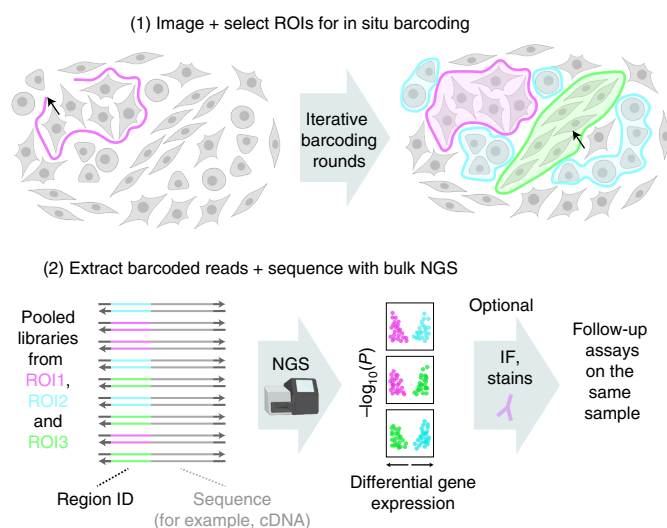 (1) Image + select ROIs for in situ barcoding
Iterative
barcoding
rounds
(2) Extract barcoded reads + sequence with bulk NGS
Pooled
libraries
from
ROI1,
ROI2
and
ROI3
Region ID
Sequence
(for example, cDNA)
NGS
–log10(P)
Differential gene
expression
Optional
IF,
stains
Follow-up
assays
on the
same
sample